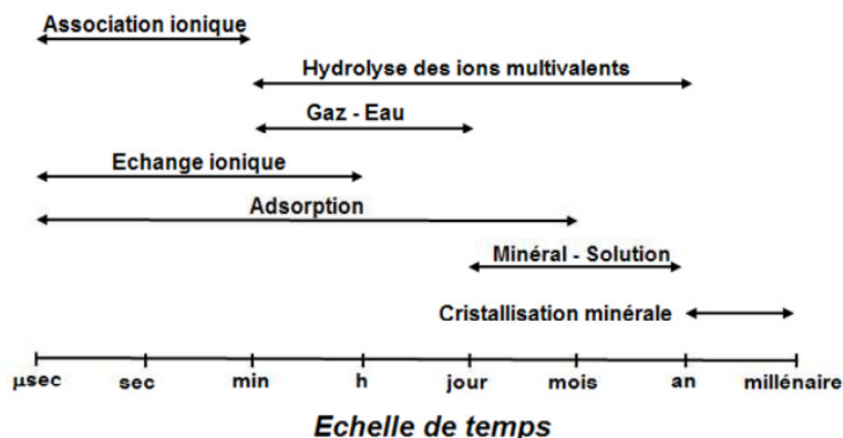 Association ionique
Hydrolyse des ions multivalents
Gaz - Eau
Echange ionique
Adsorption
Minéral - Solution
Cristallisation minérale
µsec sec min h jour mois an millénaire
Echelle de temps